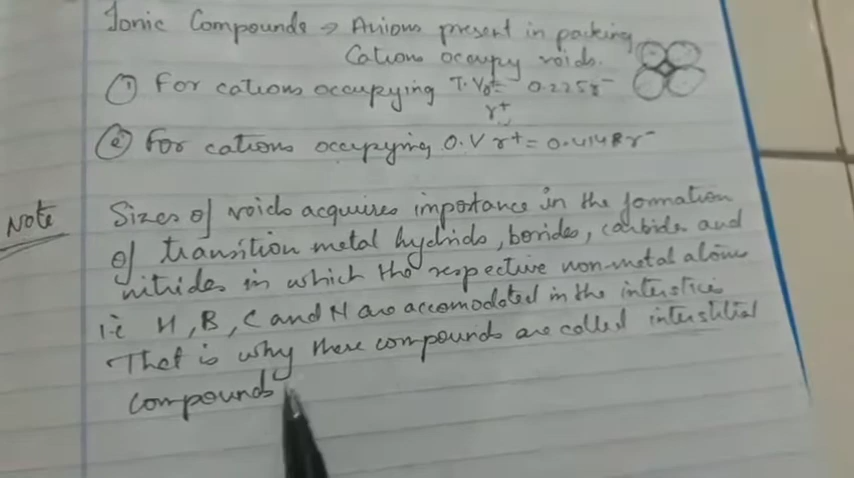 Ionic Compounds → Anions present in packing
Cations occupy voids.
① For cations occupying T.V r+ = 0.225r-
② For cations occupying O.V r+ = 0.414R r-
Note
Sizes of voids acquires importance in the formation
of transition metal hydrids, borides, carbides and
nitrides in which the respective non-metal atoms
i.e H, B, C and N are accomodated in the interstices
That is why these compounds are called interstitial
compounds